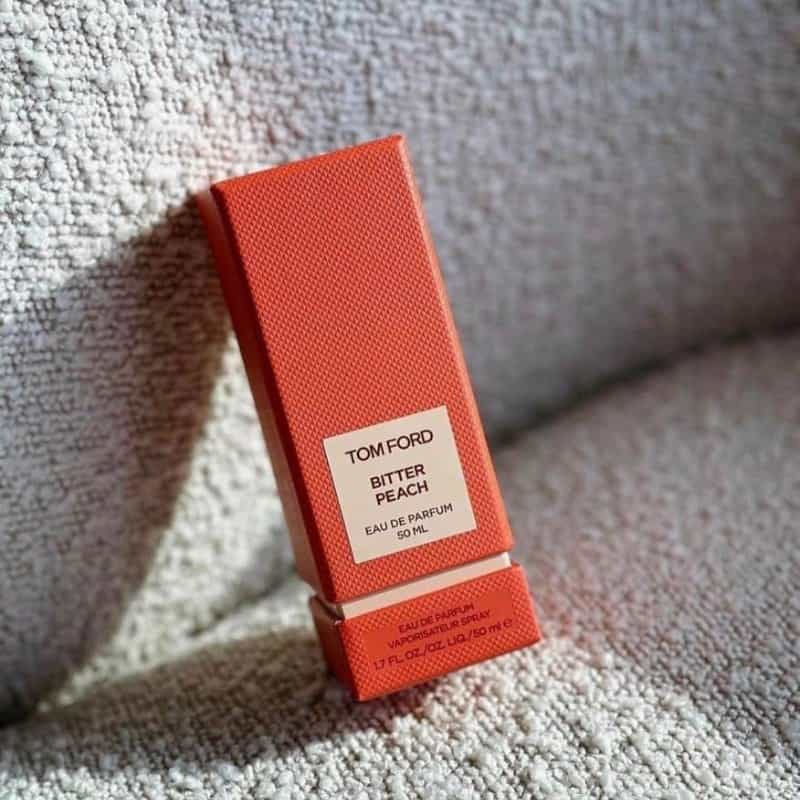 TOM FORD
BITTER
PEACH
EAU DE PARFUM
50 ML
EAU DE PARFUM
VAPORISATEUR SPRAY
1.7 FL. OZ./OZ. LIQ./50 ml ℮